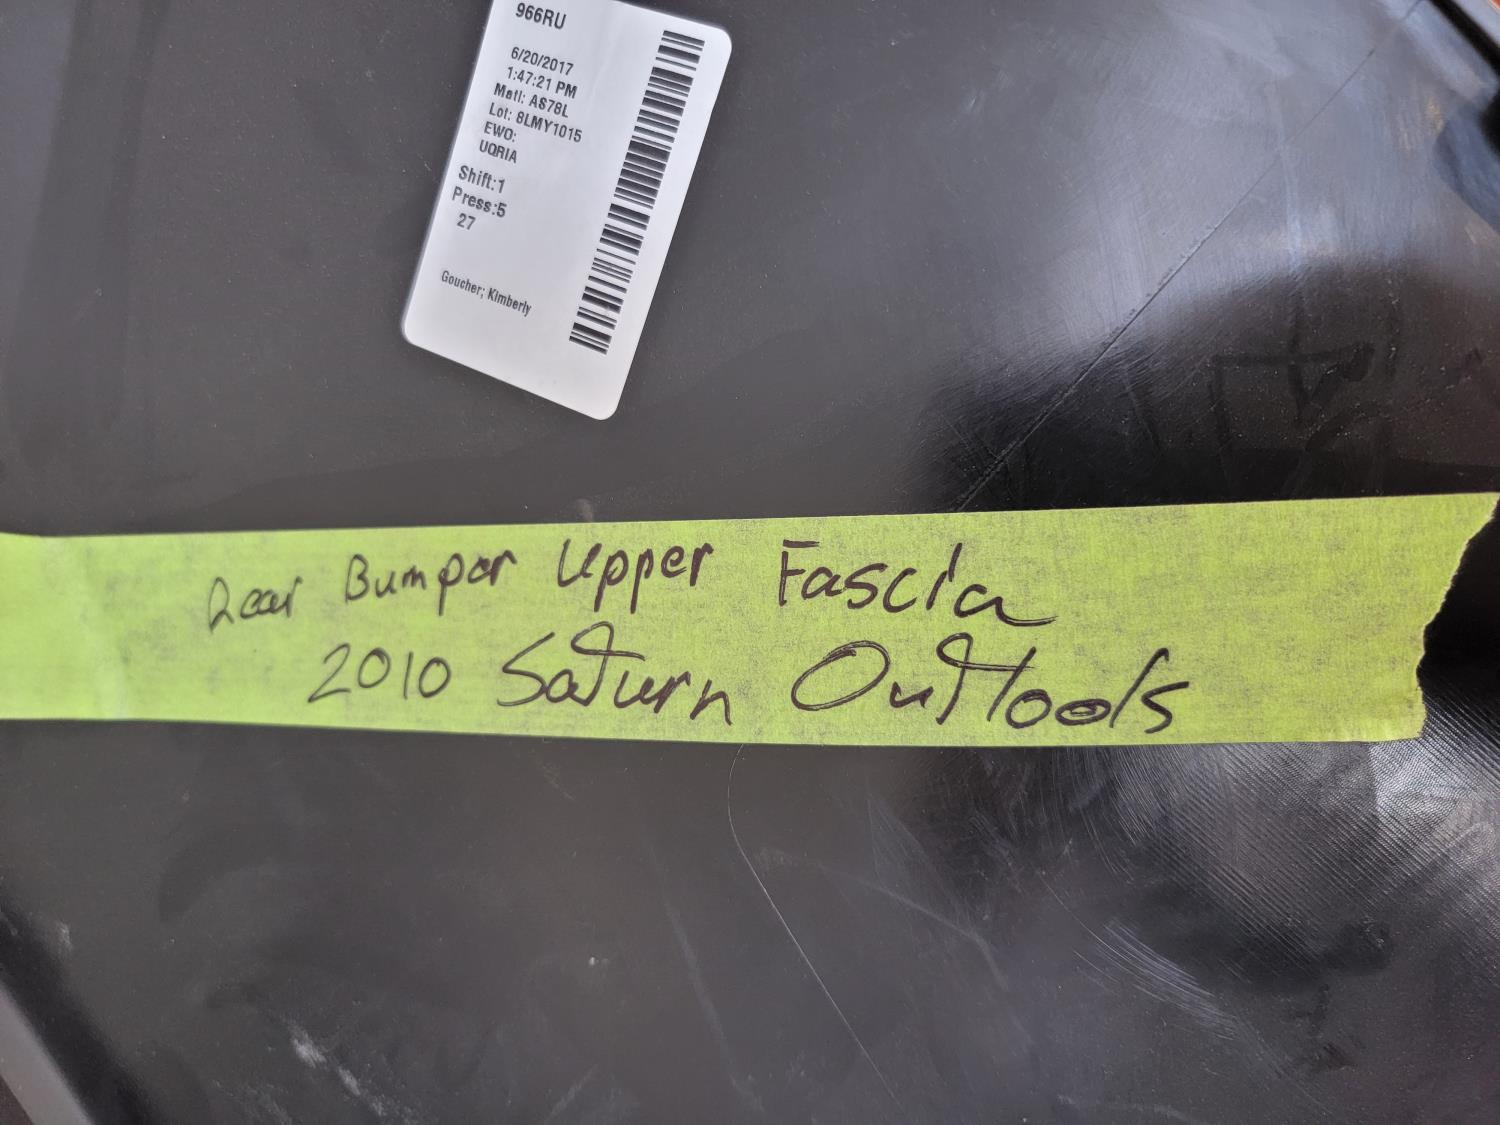 966RU
6/20/2017
1:47:21 PM
Matl: AS78L
Lot: 8LMY1015
EWO:
UQRIA
Shift:1
Press:5
27
Goucher; Kimberly
Rear Bumper Upper Fascia
2010 Saturn Outlools